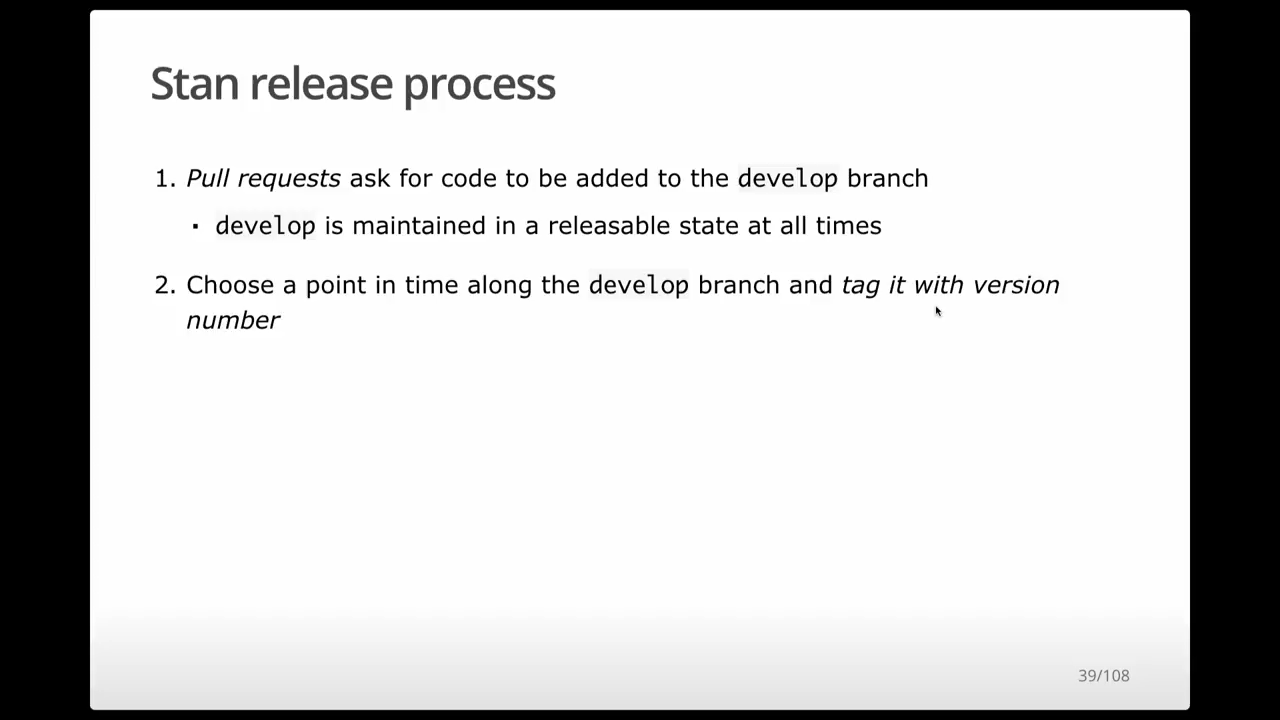 Stan release process
1. Pull requests ask for code to be added to the develop branch
▪ develop is maintained in a releasable state at all times
2. Choose a point in time along the develop branch and tag it with version
number
39/108